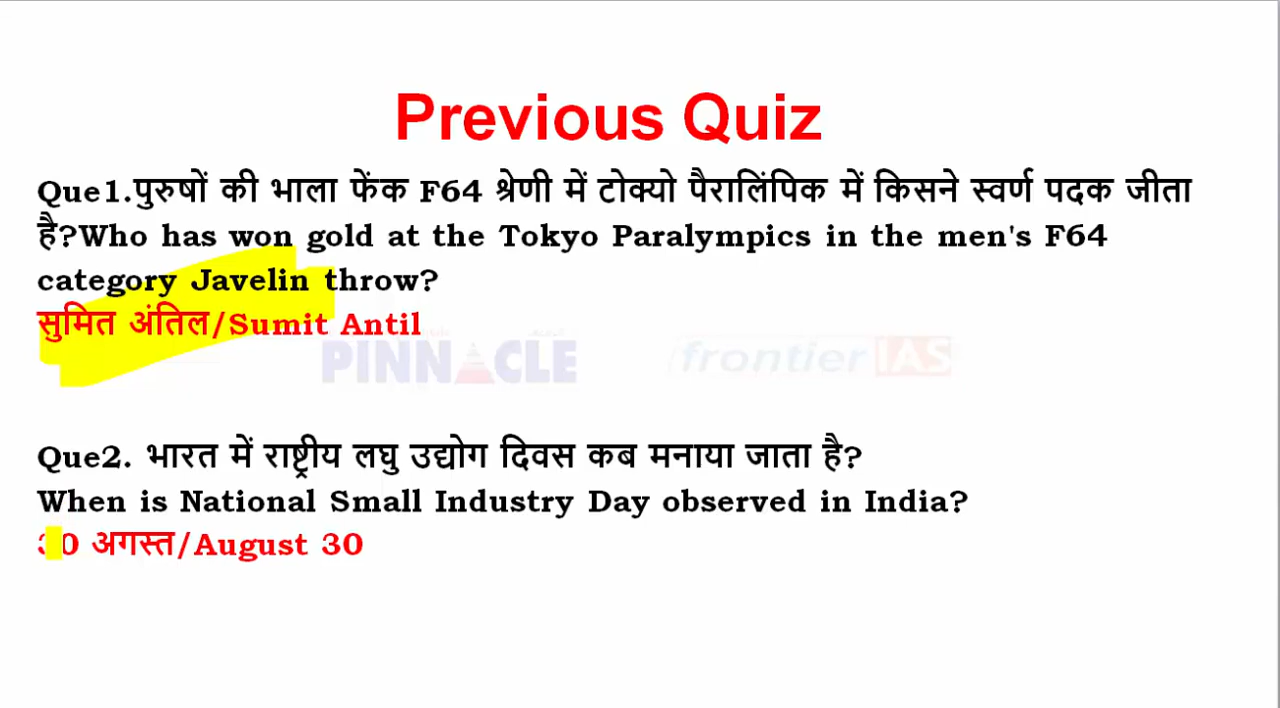 Previous Quiz
Que1.पुरुषों की भाला फेंक F64 श्रेणी में टोक्यो पैरालिंपिक में किसने स्वर्ण पदक जीता
है?Who has won gold at the Tokyo Paralympics in the men's F64
category Javelin throw?
सुमित अंतिल/Sumit Antil
PINNACLE frontier IAS
Que2. भारत में राष्ट्रीय लघु उद्योग दिवस कब मनाया जाता है?
When is National Small Industry Day observed in India?
30 अगस्त/August 30